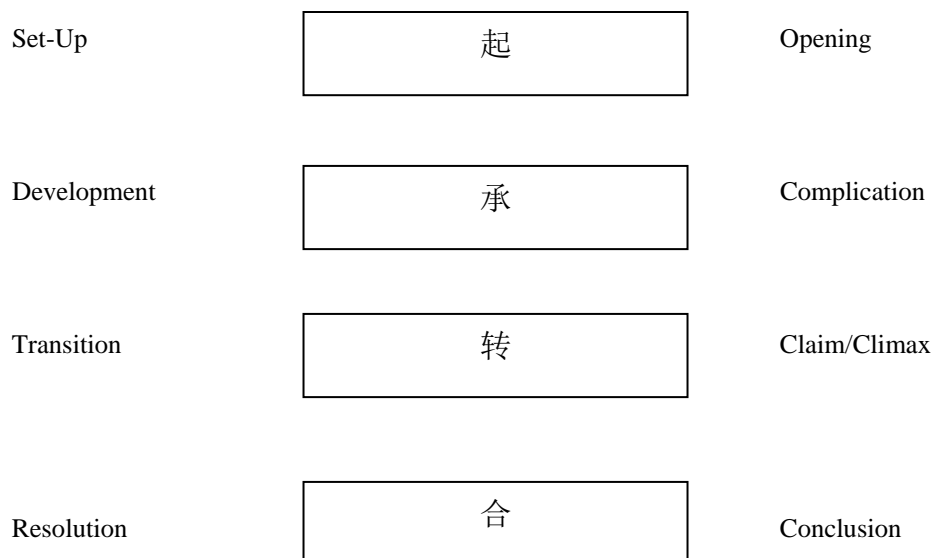 Set-Up 起 Opening
Development 承 Complication
Transition 转 Claim/Climax
Resolution 合 Conclusion